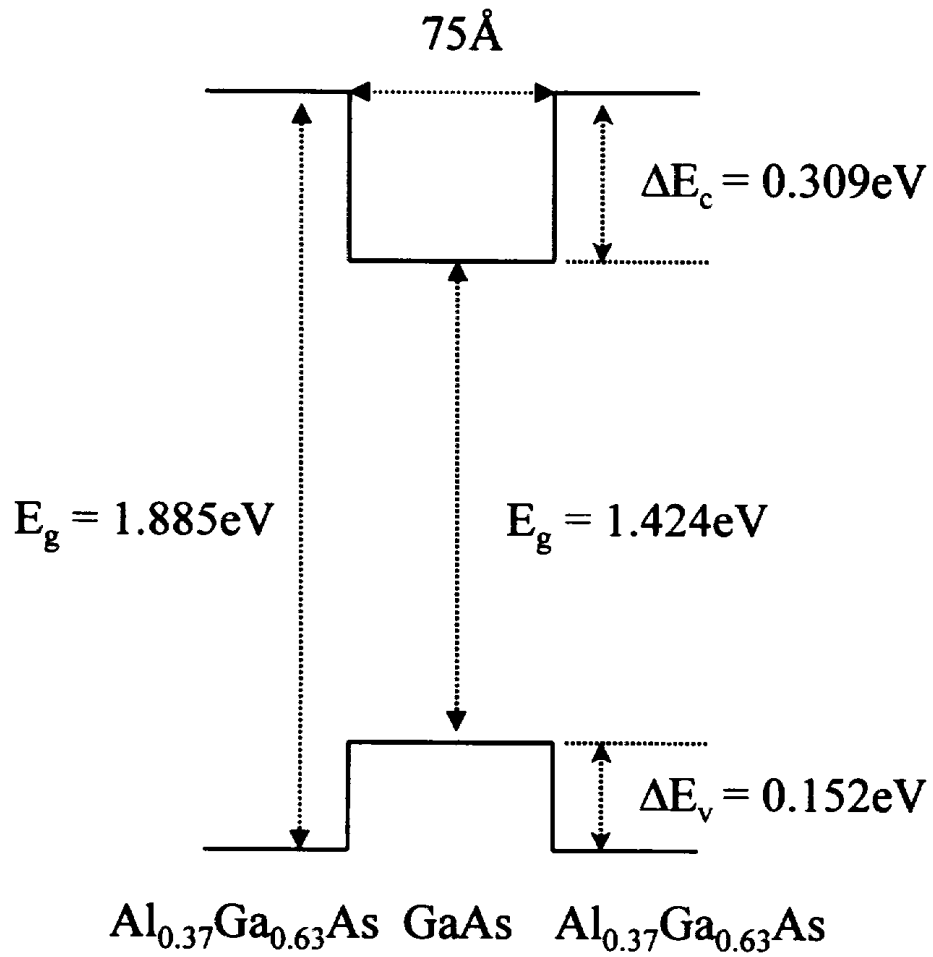 75Å
ΔE_c = 0.309eV
E_g = 1.885eV
E_g = 1.424eV
ΔE_v = 0.152eV
Al_0.37Ga_0.63As GaAs Al_0.37Ga_0.63As